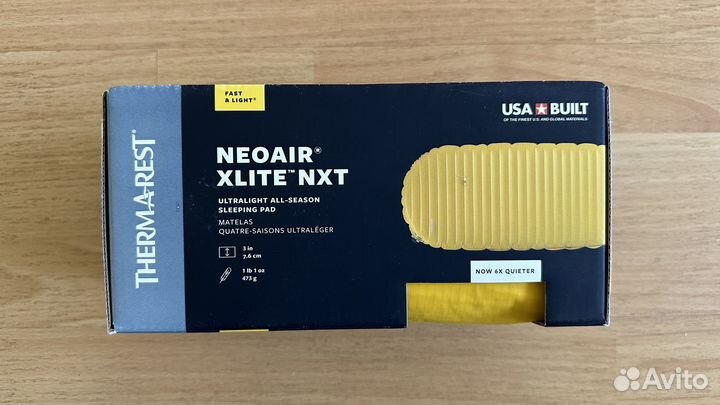 THERM-A-REST®
FAST
& LIGHT®
NEOAIR®
XLITE™ NXT
ULTRALIGHT ALL-SEASON
SLEEPING PAD
MATELAS
QUATRE-SAISONS ULTRALÉGER
3 in
7.6 cm
1 lb 1 oz
473 g
USA BUILT
OF THE FINEST U.S. AND GLOBAL MATERIALS
NOW 6X QUIETER
Avito